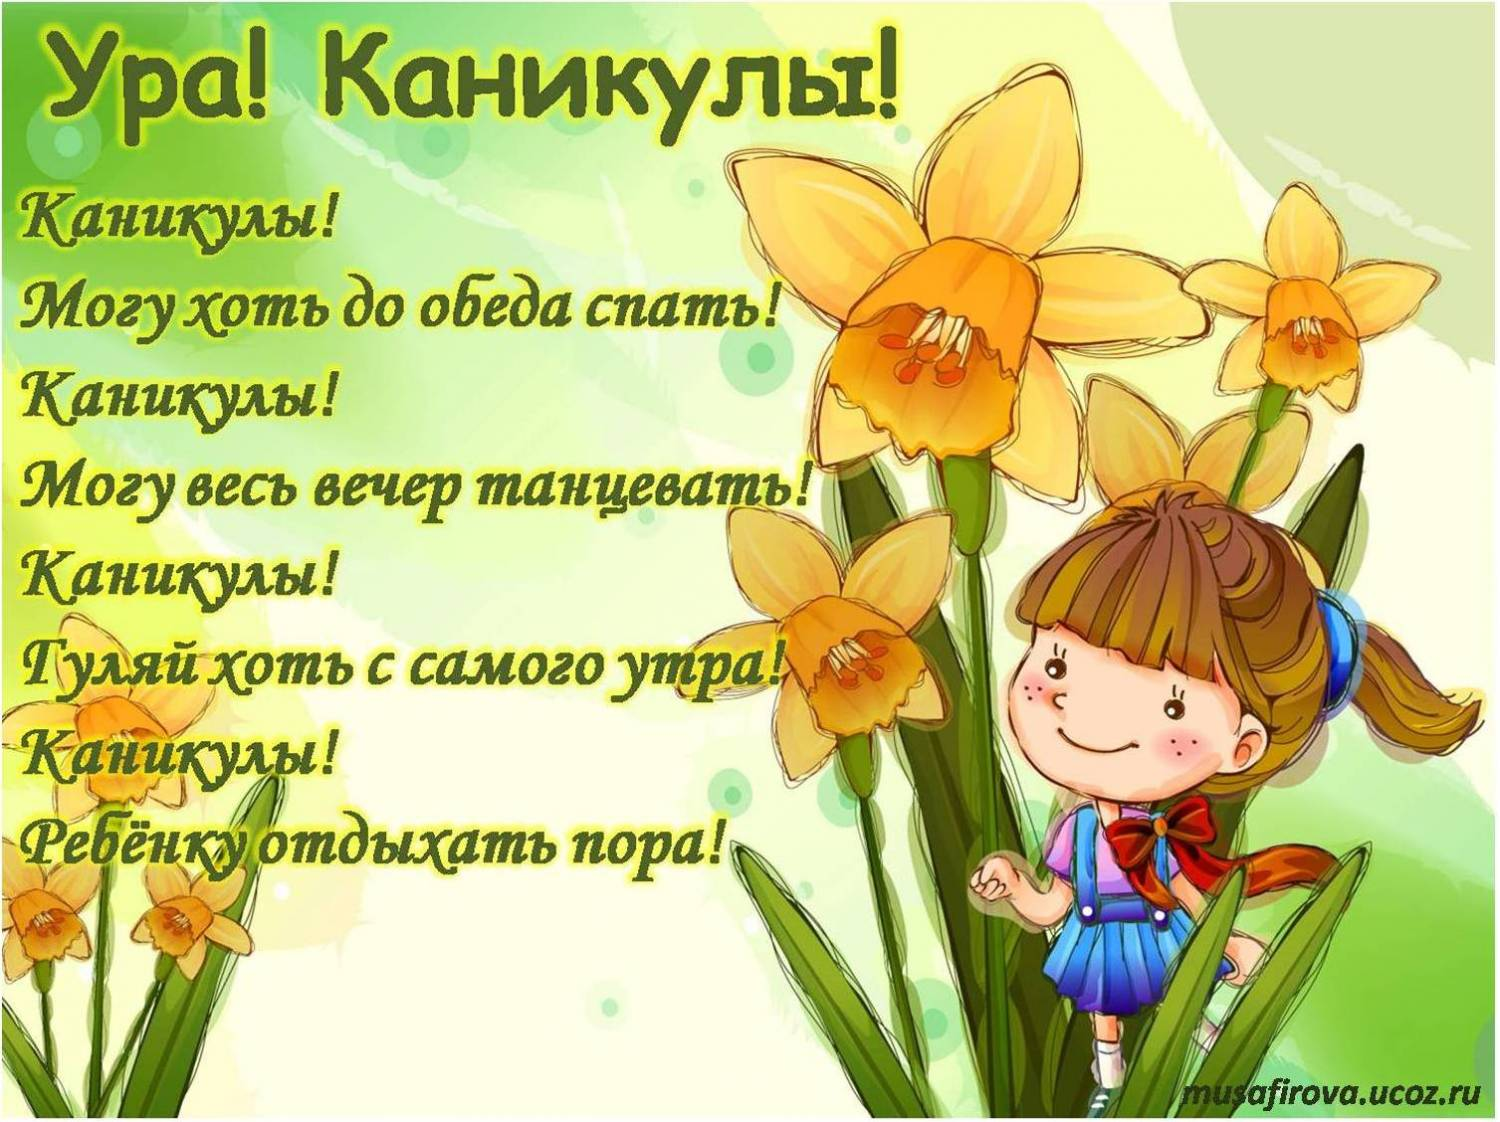 Ура! Каникулы!
Каникулы!
Могу хоть до обеда спать!
Каникулы!
Могу весь вечер танцевать!
Каникулы!
Гуляй хоть с самого утра!
Каникулы!
Ребёнку отдыхать пора!
musafirova.ucoz.ru